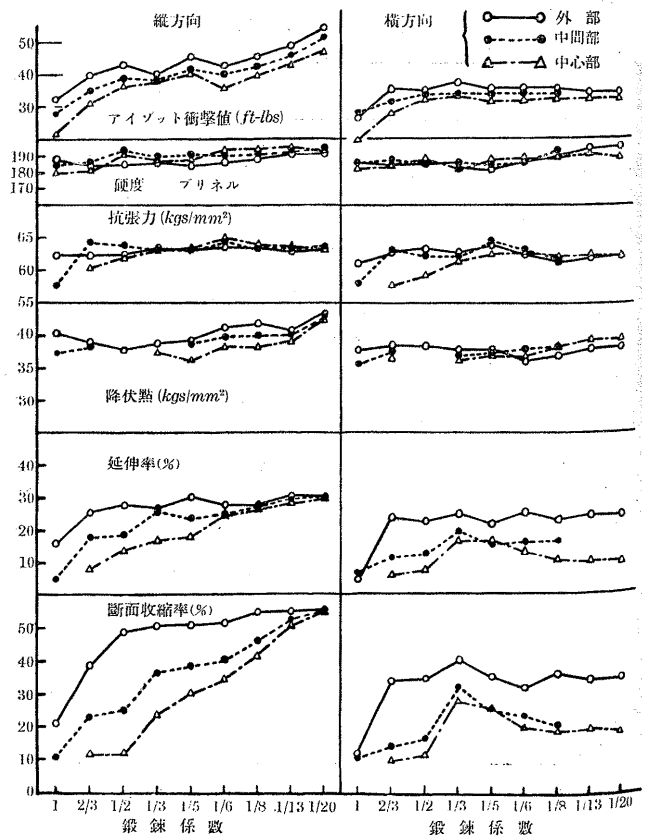 縦方向
横方向
外部
中間部
中心部
50
40
30
アイゾット衝撃値(ft-lbs)
190
180
170
硬度 ブリネル
抗張力(kgs/mm²)
65
60
55
40
35
30
降伏點(kgs/mm²)
延伸率(%)
40
30
20
10
斷面收縮率(%)
50
40
30
20
10
0
1 2/3 1/2 1/3 1/5 1/6 1/8 1/13 1/20
1 2/3 1/2 1/3 1/5 1/6 1/8 1/13 1/20
鍛錬係數
鍛錬係數